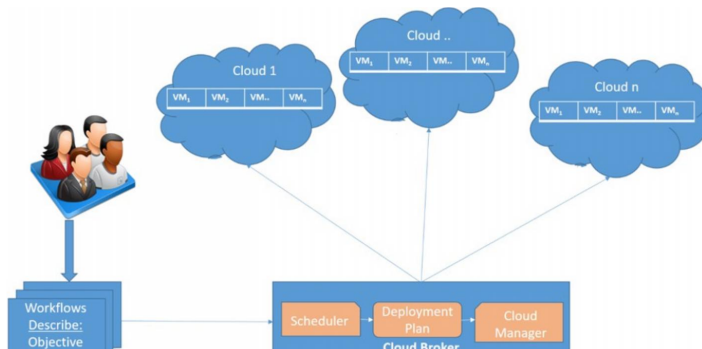 Cloud 1
VM₁ VM₂ VM.. VMₙ
Cloud ..
VM₁ VM₂ VM.. VMₙ
Cloud n
VM₁ VM₂ VM.. VMₙ
Workflows
Describe:
Objective
Scheduler
Deployment
Plan
Cloud
Manager
Cloud Broker